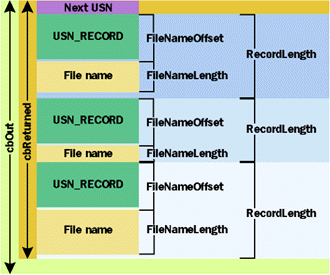 Next USN
USN_RECORD
FileNameOffset
File name
FileNameLength
RecordLength
USN_RECORD
FileNameOffset
File name
FileNameLength
RecordLength
USN_RECORD
FileNameOffset
File name
FileNameLength
RecordLength
cbOut
cbReturned